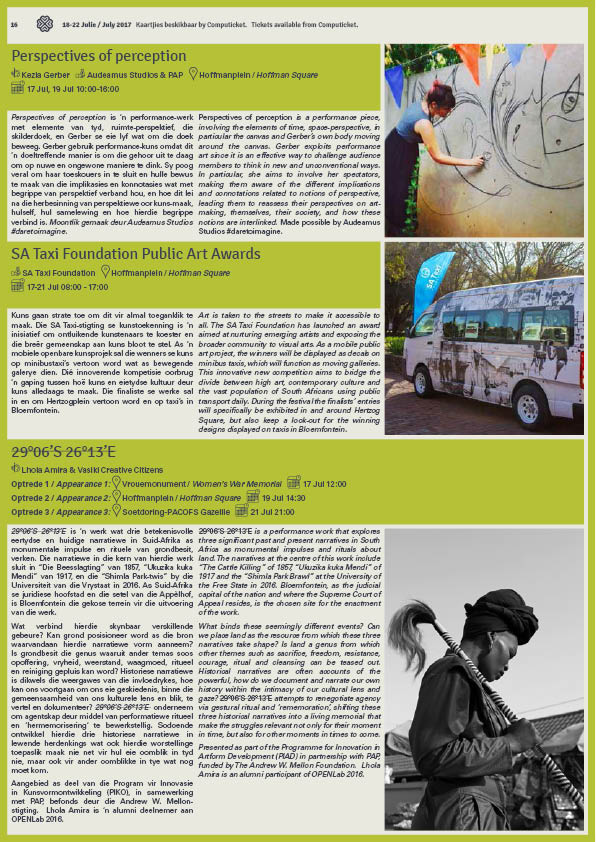 16
18-22 Julie / July 2017 Kaartjies beskikbaar by Computicket. Tickets available from Computicket.
Perspectives of perception
Kezia Gerber Audeamus Studios & PAP Hoffmanplein / Hoffman Square
17 Jul, 19 Jul 10:00-16:00
Perspectives of perception is 'n performance-werk
met elemente van tyd, ruimte-perspektief, die
skilderdoek, en Gerber se eie lyf wat om die doek
beweeg. Gerber gebruik performance-kuns omdat dit
'n doeltreffende manier is om die gehoor uit te daag
om op nuwe en ongewone maniere te dink. Sy poog
veral om haar toeskouers in te sluit en hulle bewus
te maak van die implikasies en konnotasies wat met
begrippe van perspektief verband hou, en hoe dit lei
na die herbesinning van perspektiewe oor kuns-maak,
hulself, hul samelewing en hoe hierdie begrippe
verbind is. Moontlik gemaak deur Audeamus Studios
#daretoimagine.
Perspectives of perception is a performance piece,
involving the elements of time, space-perspective, in
particular the canvas and Gerber's own body moving
around the canvas. Gerber exploits performance
art since it is an effective way to challenge audience
members to think in new and unconventional ways.
In particular, she aims to involve her spectators,
making them aware of the different implications
and connotations related to notions of perspective,
leading them to reassess their perspectives on art-
making, themselves, their society, and how these
notions are interlinked. Made possible by Audeamus
Studios #daretoimagine.
SA Taxi Foundation Public Art Awards
SA Taxi Foundation Hoffmanplein / Hoffman Square
17-21 Jul 08:00 - 17:00
Kuns gaan strate toe om dit vir almal toeganklik te
maak. Die SA Taxi-stigting se kunstoekenning is 'n
inisiatief om ontluikende kunstenaars te koester en
die breër gemeenskap aan kuns bloot te stel. As 'n
mobiele openbare kunsprojek sal die wenners se kuns
op minibustaxi's vertoon word wat as bewegende
galerye dien. Dié innoverende kompetisie oorbrug
'n gaping tussen hoë kuns en eietydse kultuur deur
kuns alledaags te maak. Die finaliste se werke sal
in en om Hertzogplein vertoon word en op taxi's in
Bloemfontein.
Art is taken to the streets to make it accessible to
all. The SA Taxi Foundation has launched an award
aimed at nurturing emerging artists and exposing the
broader community to visual arts. As a mobile public
art project, the winners will be displayed as decals on
minibus taxis, which will function as moving galleries.
This innovative new competition aims to bridge the
divide between high art, contemporary culture and
the vast population of South Africans using public
transport daily. During the festival the finalists' entries
will specifically be exhibited in and around Hertzog
Square, but also keep a look-out for the winning
designs displayed on taxis in Bloemfontein.
SA TAXI
29°06'S 26°13'E
Lhola Amira & Vasiki Creative Citizens
Optrede 1 / Appearance 1: Vrouemonument / Women's War Memorial 17 Jul 12:00
Optrede 2 / Appearance 2: Hoffmanplein / Hoffman Square 19 Jul 14:30
Optrede 3 / Appearance 3: Soetdoring-PACOFS Gazelle 21 Jul 21:00
29°06'S 26°13'E is 'n werk wat drie betekenisvolle
eertydse en huidige narratiewe in Suid-Afrika as
monumentale impulse en rituele van grondbesit,
verken. Die narratiewe in die kern van hierdie werk
sluit in "Die Beesslagting" van 1857, "Ukuzika kuka
Mendi" van 1917, en die "Shimla Park-twis" by die
Universiteit van die Vrystaat in 2016. As Suid-Afrika
se juridiese hoofstad en die setel van die Appèlhof,
is Bloemfontein die gekose terrein vir die uitvoering
van die werk.
Wat verbind hierdie skynbaar verskillende
gebeure? Kan grond posisioneer word as die bron
waarvandaan hierdie narratiewe vorm aanneem?
Is grondbesit die genus waaruit ander temas soos
opoffering, vryheid, weerstand, waagmoed, ritueel
en reiniging gepluis kan word? Historiese narratiewe
is dikwels die weergawes van die invloedrykes, hoe
kan ons voortgaan om ons eie geskiedenis, binne die
gemeensaamheid van ons kulturele lens en blik, te
vertel en dokumenteer? 29°06'S 26°13'E onderneem
om agentskap deur middel van performatiewe ritueel
en 'hermemorisering' te bewerkstellig. Sodoende
ontwikkel hierdie drie historiese narratiewe in
lewende herdenkings wat ook hierdie worstellinge
toepaslik maak nie net vir hul eie oomblik in tyd
nie, maar ook vir ander oomblikke in tye wat nog
moet kom.
Aangebied as deel van die Program vir Innovasie
in Kunsvormontwikkeling (PIKO), in samewerking
met PAP, befonds deur die Andrew W. Mellon-
stigting. Lhola Amira is 'n alumni deelnemer aan
OPENLab 2016.
29°06'S 26°13'E is a performance work that explores
three significant past and present narratives in South
Africa as monumental impulses and rituals about
land. The narratives at the centre of this work include
"The Cattle Killing" of 1857, "Ukuzika kuka Mendi" of
1917 and the "Shimla Park Brawl" at the University of
the Free State in 2016. Bloemfontein, as the judicial
capital of the nation and where the Supreme Court of
Appeal resides, is the chosen site for the enactment
of the work.
What binds these seemingly different events? Can
we place land as the resource from which these three
narratives take shape? Is land a genus from which
other themes such as sacrifice, freedom, resistance,
courage, ritual and cleansing can be teased out.
Historical narratives are often accounts of the
powerful, how do we document and narrate our own
history within the intimacy of our cultural lens and
gaze? 29°06'S 26°13'E attempts to renegotiate agency
via gestural ritual and 'rememoration', shifting these
three historical narratives into a living memorial that
make the struggles relevant not only for their moment
in time, but also for other moments in times to come.
Presented as part of the Programme for Innovation in
Artform Development (PIAD) in partnership with PAP,
funded by The Andrew W. Mellon Foundation. Lhola
Amira is an alumni participant of OPENLab 2016.